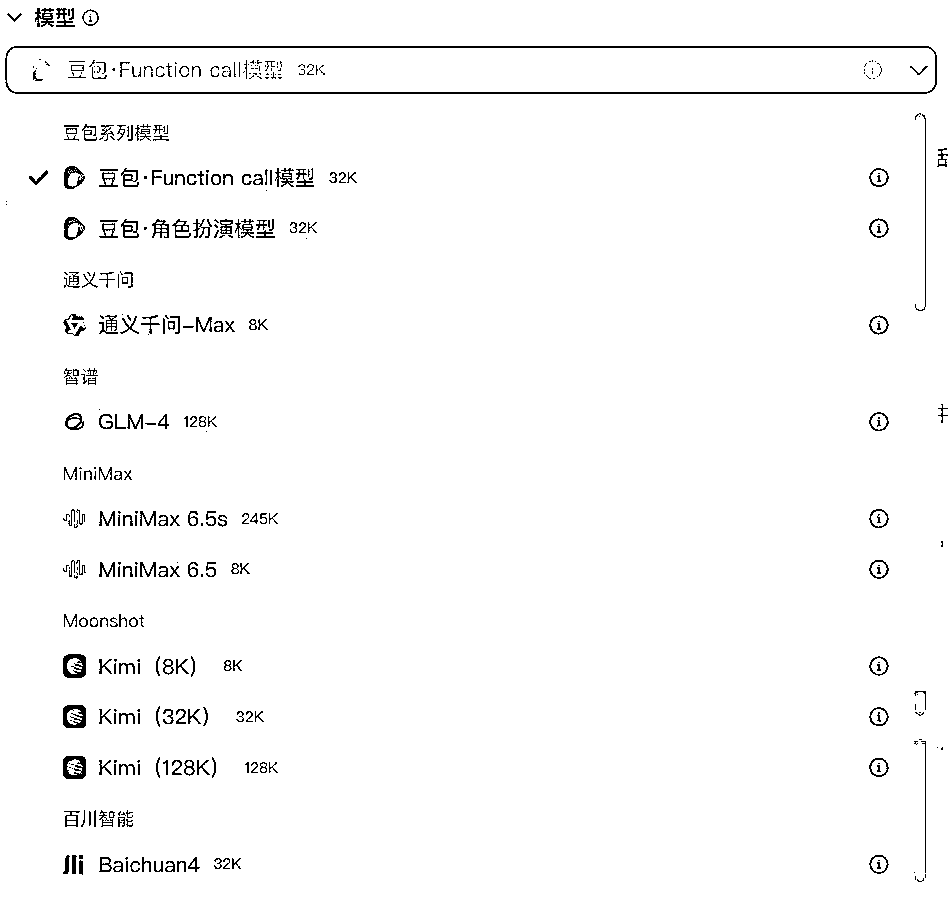 模型
豆包·Function call模型 32K
豆包系列模型
豆包·Function call模型 32K
豆包·角色扮演模型 32K
通义千问
通义千问-Max 8K
智谱
GLM-4 128K
MiniMax
MiniMax 6.5s 245K
MiniMax 6.5 8K
Moonshot
Kimi（8K） 8K
Kimi（32K） 32K
Kimi（128K） 128K
百川智能
Baichuan4 32K